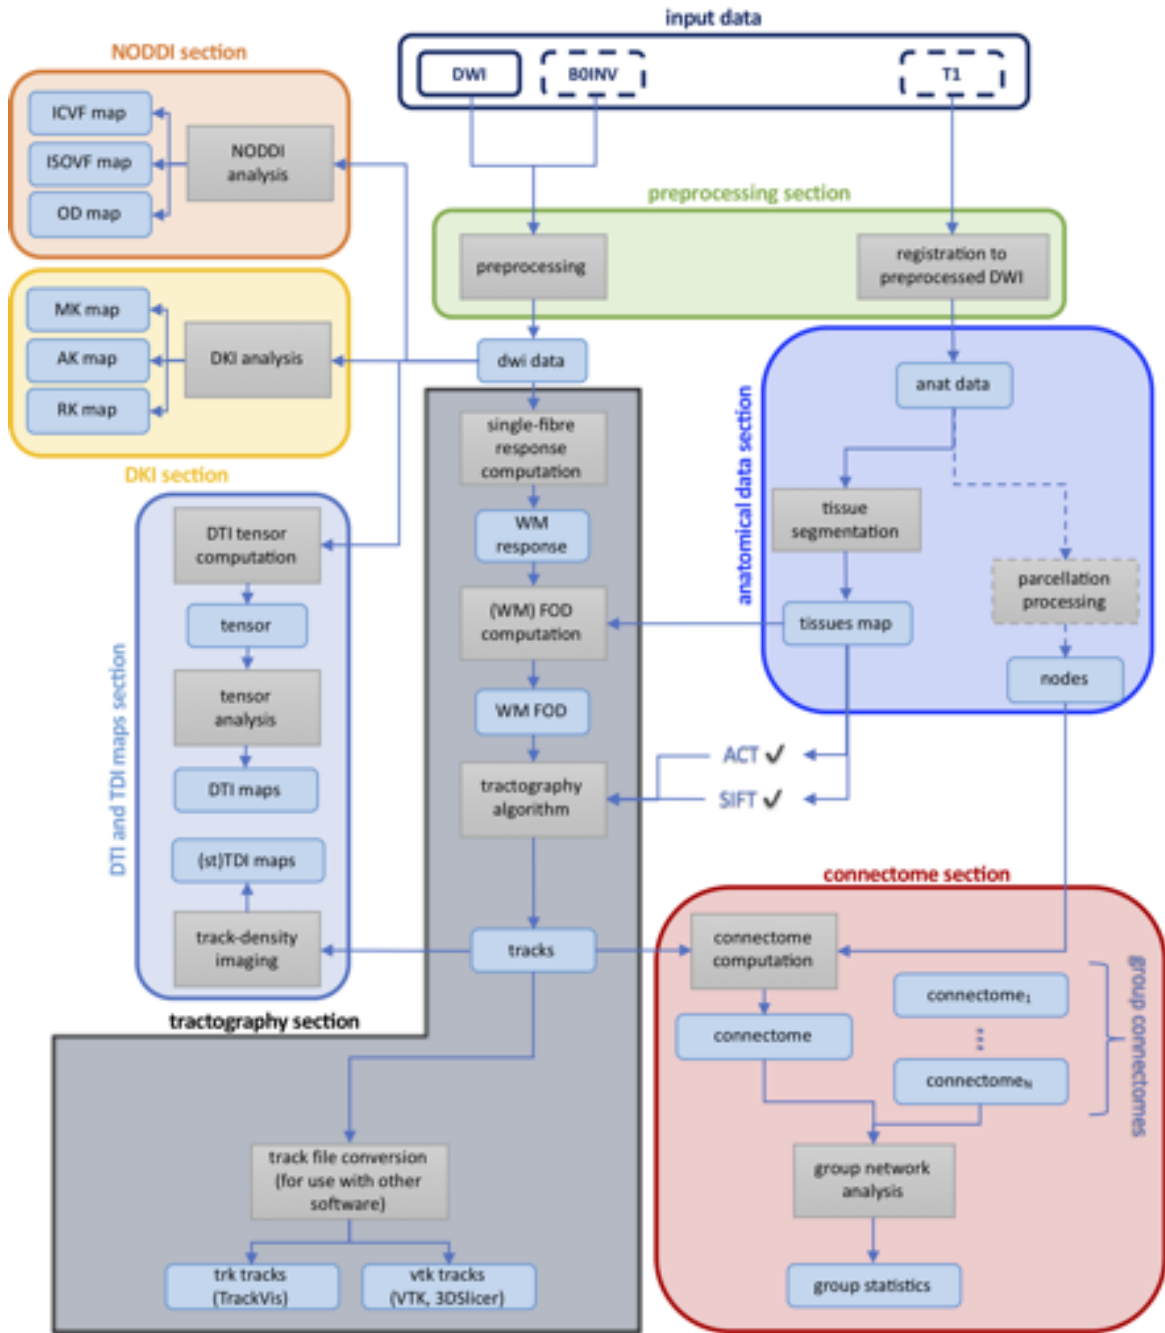 input data
DWI
B0INV
T1
NODDI section
ICVF map
ISOVF map
OD map
NODDI
analysis
preprocessing section
preprocessing
registration to
preprocessed DWI
MK map
AK map
RK map
DKI analysis
DKI section
dwi data
anatomical data section
anat data
tissue
segmentation
parcellation
processing
tissues map
nodes
single-fibre
response
computation
WM
response
(WM) FOD
computation
WM FOD
tractography
algorithm
ACT ✔
SIFT ✔
DTI and TDI maps section
DTI tensor
computation
tensor
tensor
analysis
DTI maps
(st)TDI maps
track-density
imaging
tracks
tractography section
track file conversion
(for use with other
software)
trk tracks
(TrackVis)
vtk tracks
(VTK, 3DSlicer)
connectome section
connectome
computation
connectome
connectome₁
...
connectomeN
group connectomes
group network
analysis
group statistics